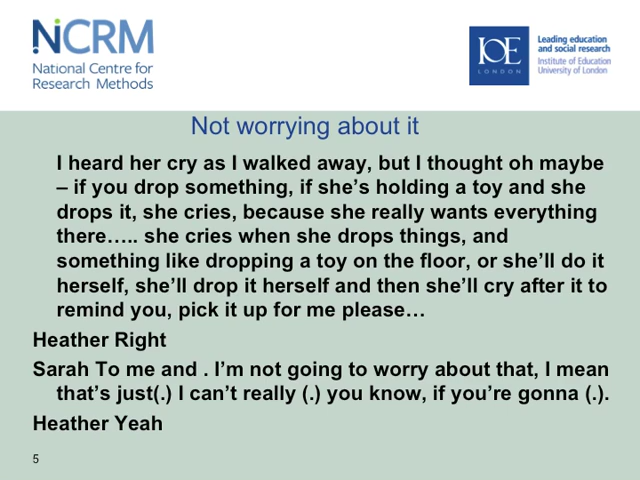 NCRM
National Centre for
Research Methods
IOE
LONDON
Leading education
and social research
Institute of Education
University of London
Not worrying about it
I heard her cry as I walked away, but I thought oh maybe
– if you drop something, if she’s holding a toy and she
drops it, she cries, because she really wants everything
there….. she cries when she drops things, and
something like dropping a toy on the floor, or she’ll do it
herself, she’ll drop it herself and then she’ll cry after it to
remind you, pick it up for me please…
Heather Right
Sarah To me and . I’m not going to worry about that, I mean
that’s just(.) I can’t really (.) you know, if you’re gonna (.).
Heather Yeah
5